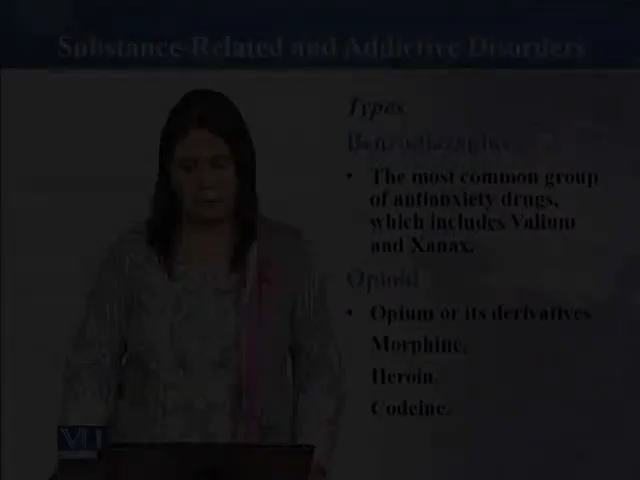 Substance-Related and Addictive Disorders
Types
Benzodiazepines
• The most common group
of antianxiety drugs,
which includes Valium
and Xanax.
Opioid
• Opium or its derivatives
Morphine.
Heroin.
Codeine.
VU